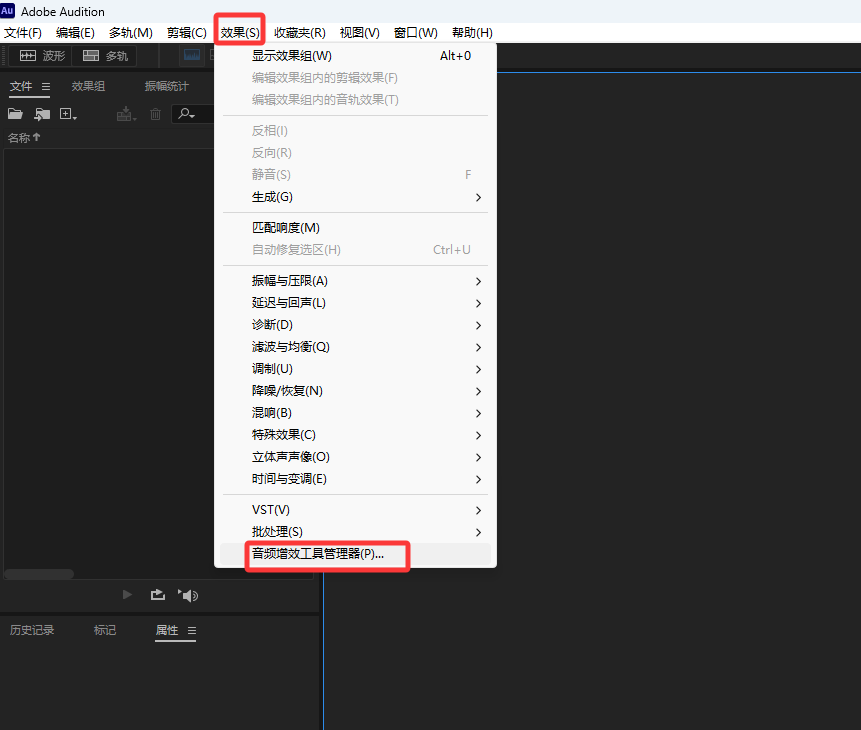 Au Adobe Audition
文件(F) 编辑(E) 多轨(M) 剪辑(C) 效果(S) 收藏夹(R) 视图(V) 窗口(W) 帮助(H)
波形 多轨
文件 效果组 振幅统计
名称
显示效果组(W) Alt+0
编辑效果组内的剪辑效果(F)
编辑效果组内的音轨效果(T)
反相(I)
反向(R)
静音(S) F
生成(G)
匹配响度(M)
自动修复选区(H) Ctrl+U
振幅与压限(A)
延迟与回声(L)
诊断(D)
滤波与均衡(Q)
调制(U)
降噪/恢复(N)
混响(B)
特殊效果(C)
立体声声像(O)
时间与变调(E)
VST(V)
批处理(S)
音频增效工具管理器(P)...
历史记录 标记 属性